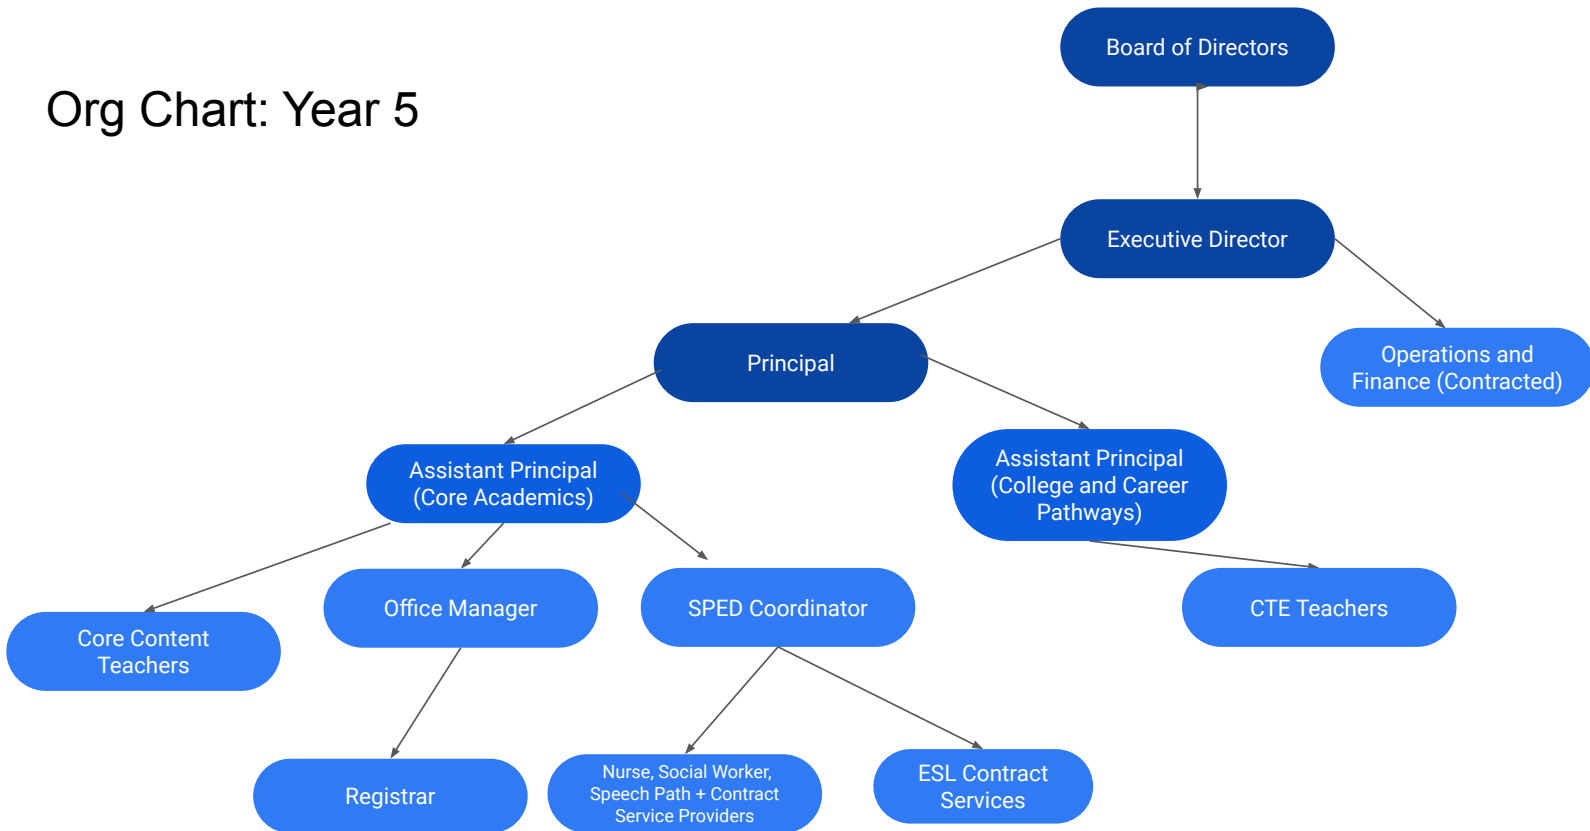 Board of Directors
Org Chart: Year 5
Executive Director
Principal
Operations and
Finance (Contracted)
Assistant Principal
(Core Academics)
Assistant Principal
(College and Career
Pathways)
Core Content
Teachers
Office Manager
SPED Coordinator
CTE Teachers
Registrar
Nurse, Social Worker,
Speech Path + Contract
Service Providers
ESL Contract
Services